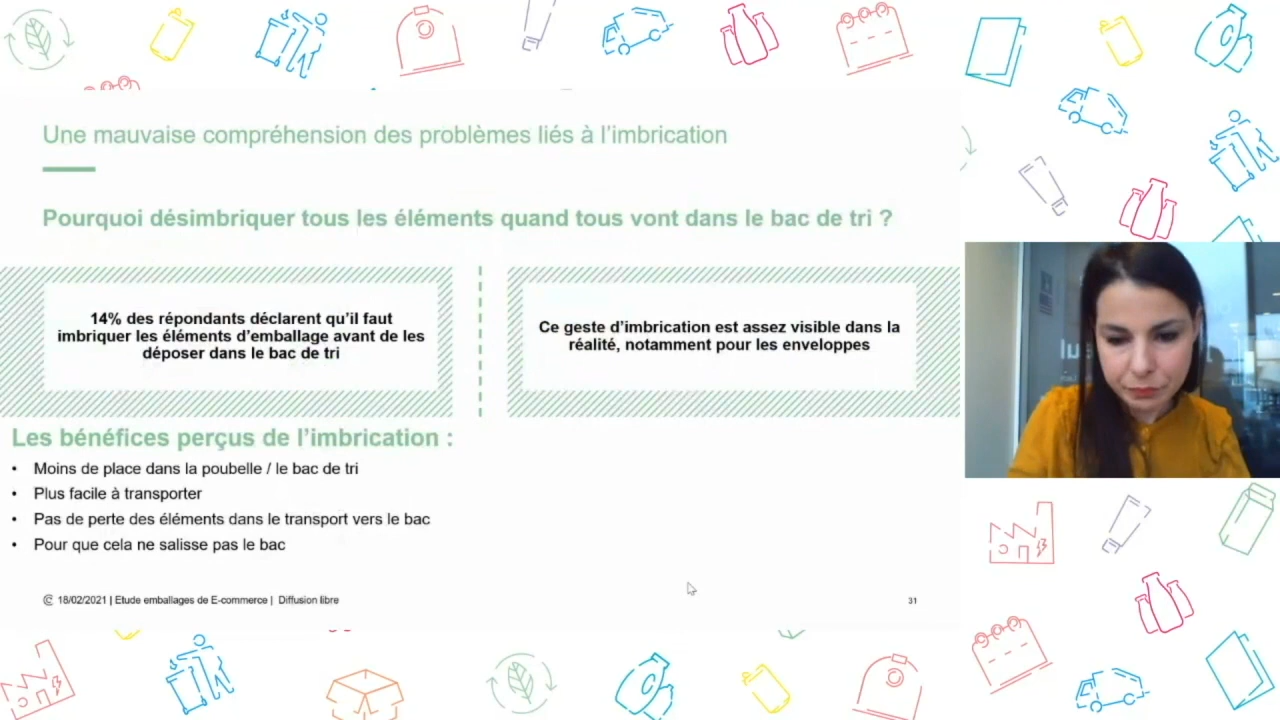 Une mauvaise compréhension des problèmes liés à l'imbrication
Pourquoi désimbriquer tous les éléments quand tous vont dans le bac de tri ?
14% des répondants déclarent qu'il faut
imbriquer les éléments d'emballage avant de les
déposer dans le bac de tri
Ce geste d'imbrication est assez visible dans la
réalité, notamment pour les enveloppes
Les bénéfices perçus de l'imbrication :
• Moins de place dans la poubelle / le bac de tri
• Plus facile à transporter
• Pas de perte des éléments dans le transport vers le bac
• Pour que cela ne salisse pas le bac
18/02/2021 | Etude emballages de E-commerce | Diffusion libre
31